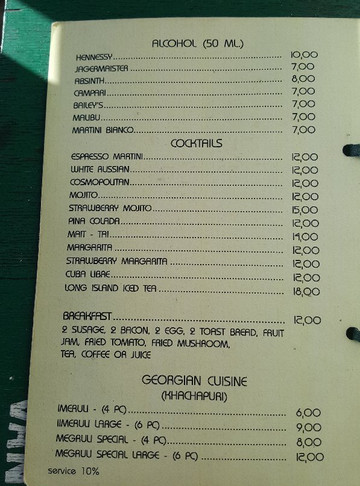 ALCOHOL (50 ML.)
HENNESSY 10,00
JAGERMAISTER 7,00
ABSINTH 8,00
CAMPARI 7,00
BAILEY'S 7,00
MALIBU 7,00
MARTINI BIANCO 7,00
COCKTAILS
ESPRESSO MARTINI 12,00
WHITE RUSSIAN 12,00
COSMOPOLITAN 12,00
MOJITO 12,00
STRAWBERRY MOJITO 15,00
PINA COLADA 12,00
MAIT - TAI 14,00
MARGARITA 12,00
STRAWBERRY MARGARITA 12,00
CUBA LIBRE 12,00
LONG ISLAND ICED TEA 18,00
BREAKFAST 12,00
2 SUSAGE, 2 BACON, 2 EGG, 2 TOAST BREAD, FRUIT
JAM, FRIED TOMATO, FRIED MUSHROOM,
TEA, COFFEE OR JUICE
GEORGIAN CUISINE
(KHACHAPURI)
IMERULI - (4 PC) 6,00
IIMERULI LARGE - (6 PC) 9,00
MEGRULI SPECIAL - (4 PC) 8,00
MEGRULI SPECIAL LARGE - (6 PC) 12,00
service 10%